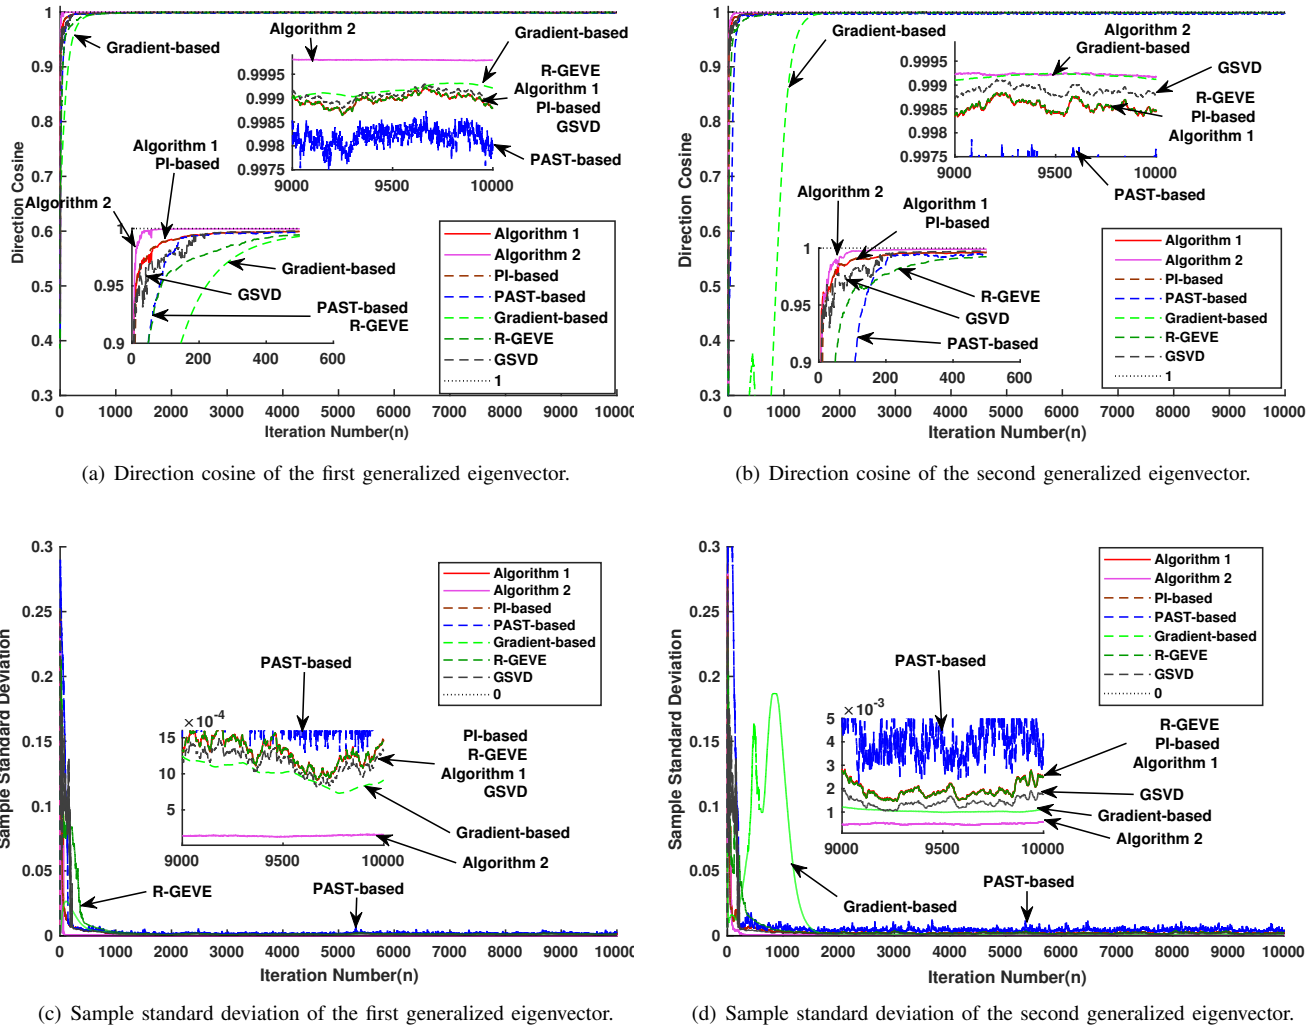 1
0.9
0.8
0.7
0.6
0.5
0.4
0.3
Direction Cosine
0 1000 2000 3000 4000 5000 6000 7000 8000 9000 10000
Iteration Number(n)
Gradient-based
Algorithm 2
Gradient-based
R-GEVE
Algorithm 1
PI-based
GSVD
PAST-based
0.9995
0.999
0.9985
0.998
0.9975
9000 9500 10000
Algorithm 1
PI-based
Algorithm 2
1
0.95
0.9
0 200 400 600
Gradient-based
GSVD
PAST-based
R-GEVE
Algorithm 1
Algorithm 2
PI-based
PAST-based
Gradient-based
R-GEVE
GSVD
1
(a) Direction cosine of the first generalized eigenvector.
1
0.9
0.8
0.7
0.6
0.5
0.4
0.3
Direction Cosine
0 1000 2000 3000 4000 5000 6000 7000 8000 9000 10000
Iteration Number(n)
Gradient-based
Algorithm 2
Gradient-based
GSVD
R-GEVE
PI-based
Algorithm 1
PAST-based
0.9995
0.999
0.9985
0.998
0.9975
9000 9500 10000
Algorithm 2
Algorithm 1
PI-based
1
0.95
0.9
0 200 400 600
R-GEVE
GSVD
PAST-based
Algorithm 1
Algorithm 2
PI-based
PAST-based
Gradient-based
R-GEVE
GSVD
1
(b) Direction cosine of the second generalized eigenvector.
0.3
0.25
0.2
0.15
0.1
0.05
0
Sample Standard Deviation
0 1000 2000 3000 4000 5000 6000 7000 8000 9000 10000
Iteration Number(n)
Algorithm 1
Algorithm 2
PI-based
PAST-based
Gradient-based
R-GEVE
GSVD
0
PAST-based
×10-4
15
10
5
9000 9500 10000
PI-based
R-GEVE
Algorithm 1
GSVD
Gradient-based
Algorithm 2
R-GEVE
PAST-based
(c) Sample standard deviation of the first generalized eigenvector.
0.3
0.25
0.2
0.15
0.1
0.05
0
Sample Standard Deviation
0 1000 2000 3000 4000 5000 6000 7000 8000 9000 10000
Iteration Number(n)
Algorithm 1
Algorithm 2
PI-based
PAST-based
Gradient-based
R-GEVE
GSVD
0
PAST-based
×10-3
5
4
3
2
1
9000 9500 10000
R-GEVE
PI-based
Algorithm 1
GSVD
Gradient-based
Algorithm 2
Gradient-based
PAST-based
(d) Sample standard deviation of the second generalized eigenvector.